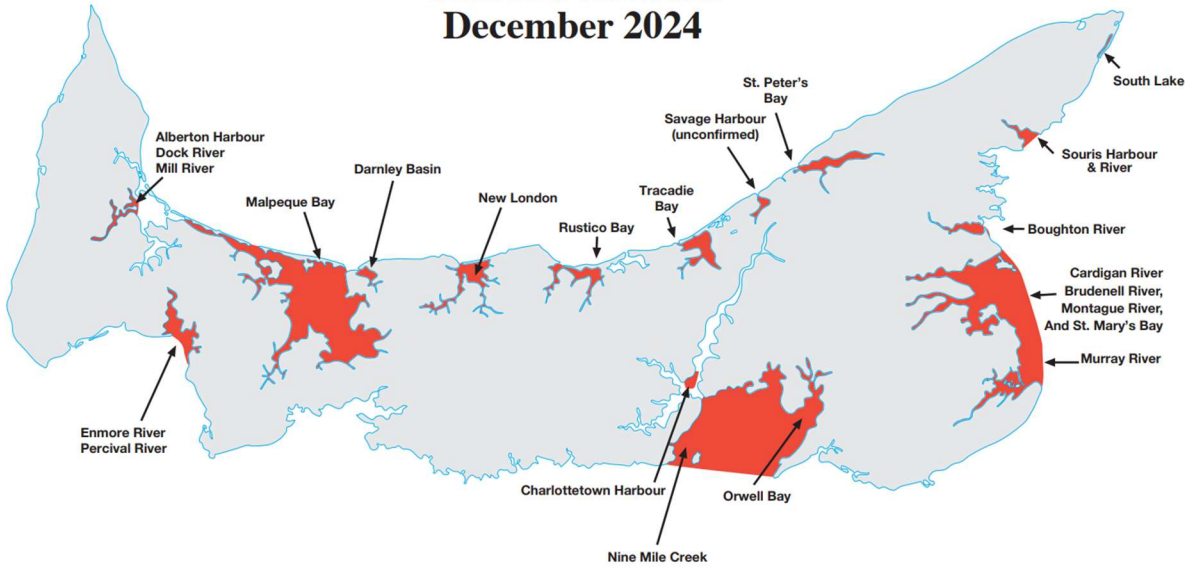 December 2024
South Lake
St. Peter's
Bay
Savage Harbour
(unconfirmed)
Alberton Harbour
Dock River
Mill River
Souris Harbour
& River
Darnley Basin
Malpeque Bay
New London
Tracadie
Bay
Rustico Bay
Boughton River
Cardigan River
Brudenell River,
Montague River,
And St. Mary's Bay
Murray River
Enmore River
Percival River
Charlottetown Harbour
Orwell Bay
Nine Mile Creek